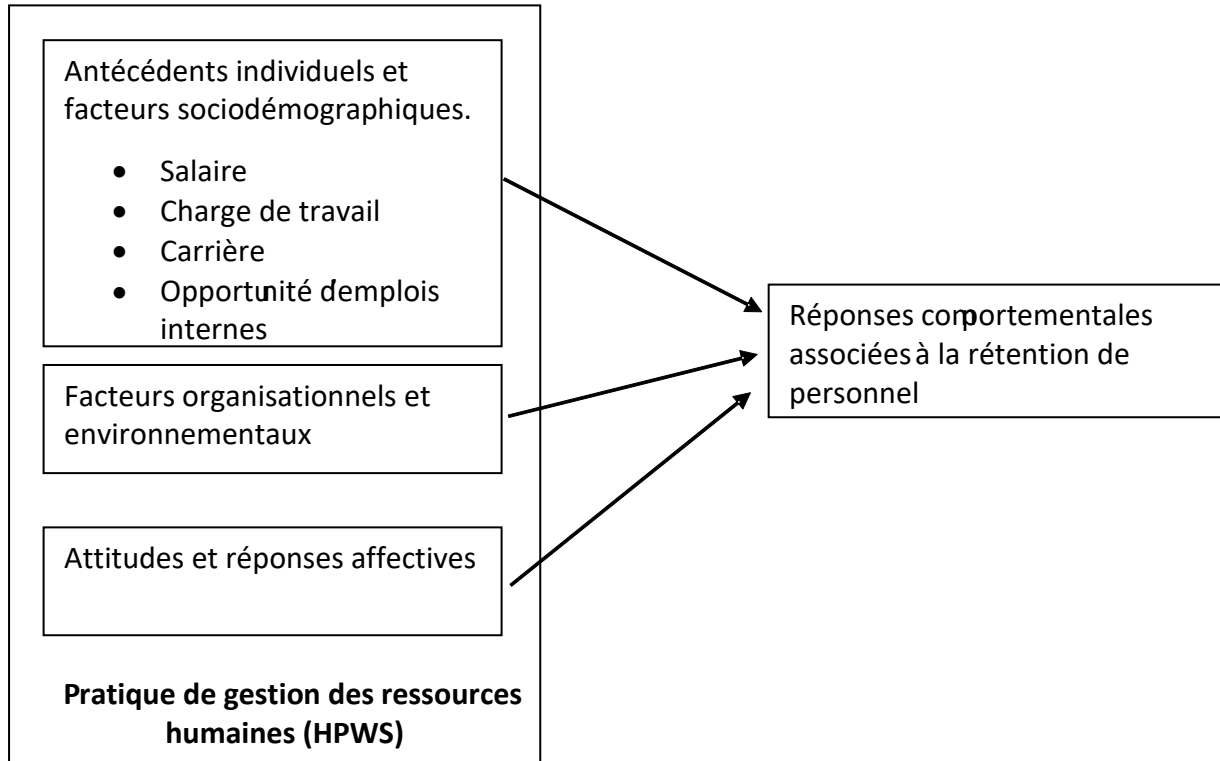 Antécédents individuels et
facteurs sociodémographiques.
• Salaire
• Charge de travail
• Carrière
• Opportunité d'emplois
internes
Facteurs organisationnels et
environnementaux
Attitudes et réponses affectives
Pratique de gestion des ressources
humaines (HPWS)
Réponses comportementales
associées à la rétention de
personnel